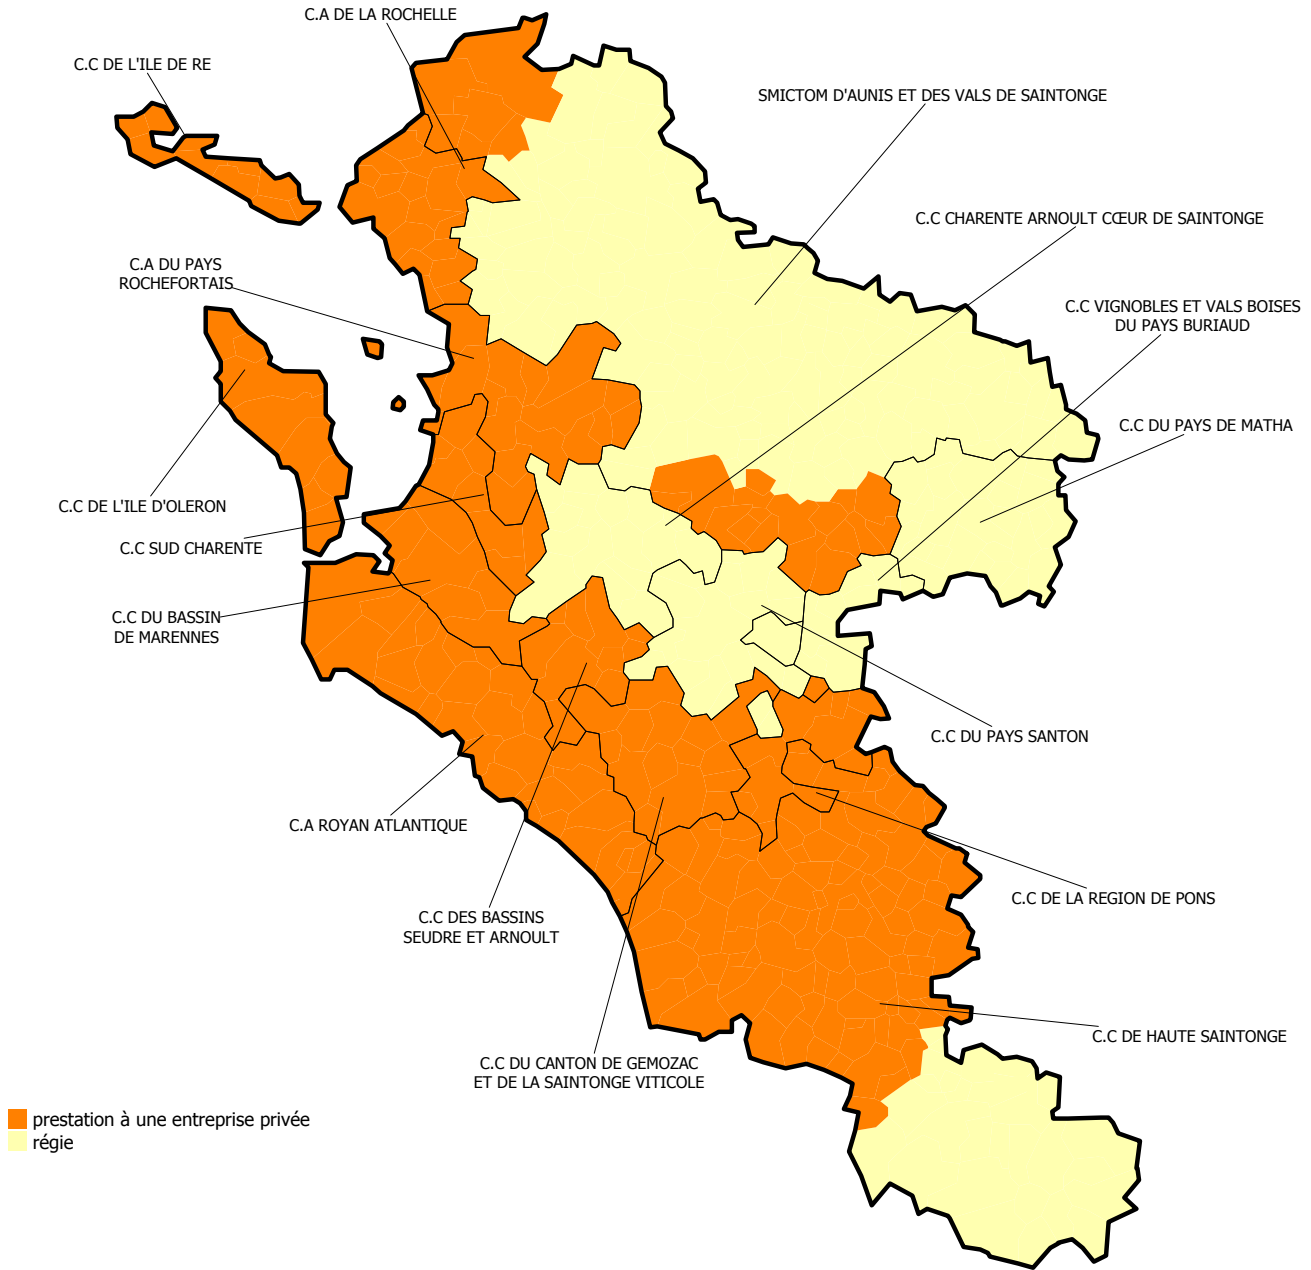 C.A DE LA ROCHELLE
C.C DE L'ILE DE RE
SMICTOM D'AUNIS ET DES VALS DE SAINTONGE
C.C CHARENTE ARNOULT CŒUR DE SAINTONGE
C.A DU PAYS
ROCHEFORTAIS
C.C VIGNOBLES ET VALS BOISES
DU PAYS BURIAUD
C.C DU PAYS DE MATHA
C.C DE L'ILE D'OLERON
C.C SUD CHARENTE
C.C DU BASSIN
DE MARENNES
C.C DU PAYS SANTON
C.A ROYAN ATLANTIQUE
C.C DES BASSINS
SEUDRE ET ARNOULT
C.C DE LA REGION DE PONS
C.C DE HAUTE SAINTONGE
C.C DU CANTON DE GEMOZAC
ET DE LA SAINTONGE VITICOLE
prestation à une entreprise privée
régie